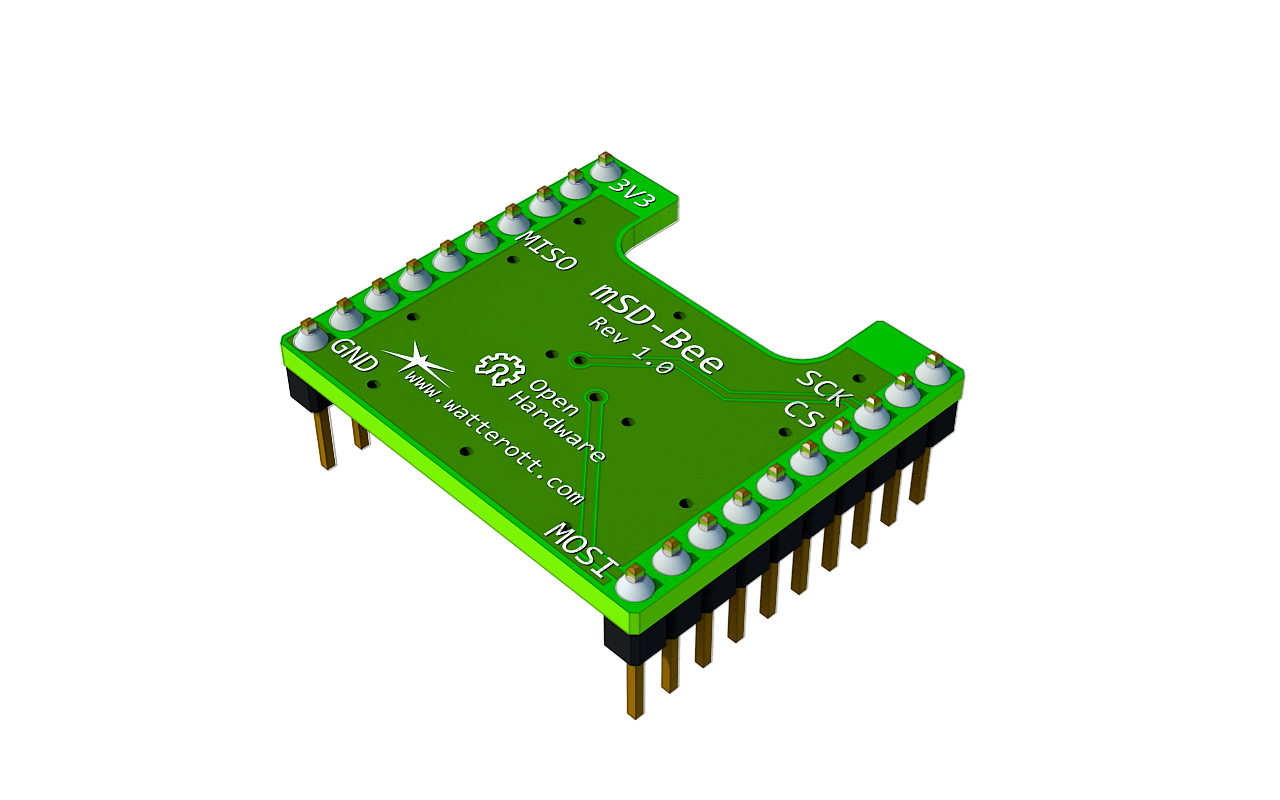 3V3
MISO
mSD-Bee
Rev 1.0
GND
SCK
CS
Open
Hardware
www.watterott.com
MOSI